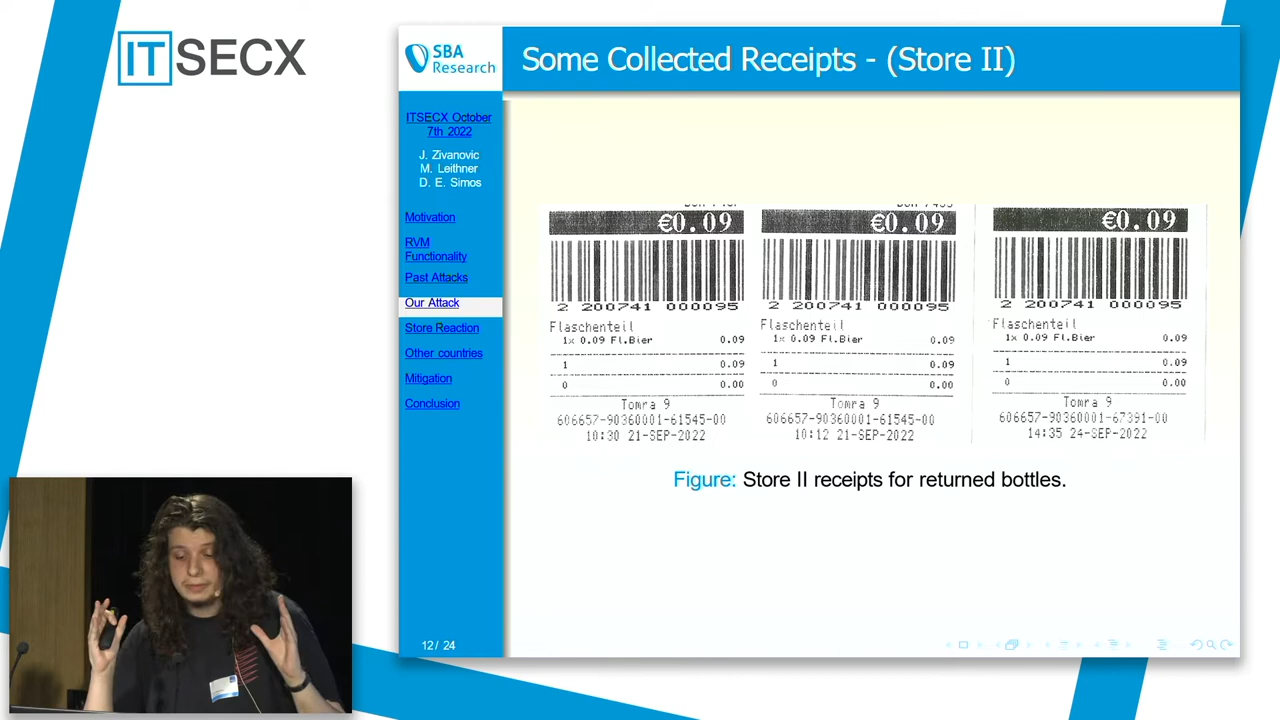 ITSECX
SBA
Research
Some Collected Receipts - (Store II)
ITSECX October
7th 2022
J. Zivanovic
M. Leithner
D. E. Simos
Motivation
RVM
Functionality
Past Attacks
Our Attack
Store Reaction
Other countries
Mitigation
Conclusion
€0.09
2 200741 000095
Flaschenteil
1x 0.09 Fl.Bier 0.09
1 0.09
0 0.00
Tomra 9
606657-90360001-61545-00
10:30 21-SEP-2022
€0.09
2 200741 000095
Flaschenteil
1x 0.09 Fl.Bier 0.09
1 0.09
0 0.00
Tomra 9
606657-90360001-61545-00
10:12 21-SEP-2022
€0.09
2 200741 000095
Flaschenteil
1x 0.09 Fl.Bier 0.09
1 0.09
0 0.00
Tomra 9
606657-90360001-67391-00
14:35 24-SEP-2022
Figure: Store II receipts for returned bottles.
12/ 24